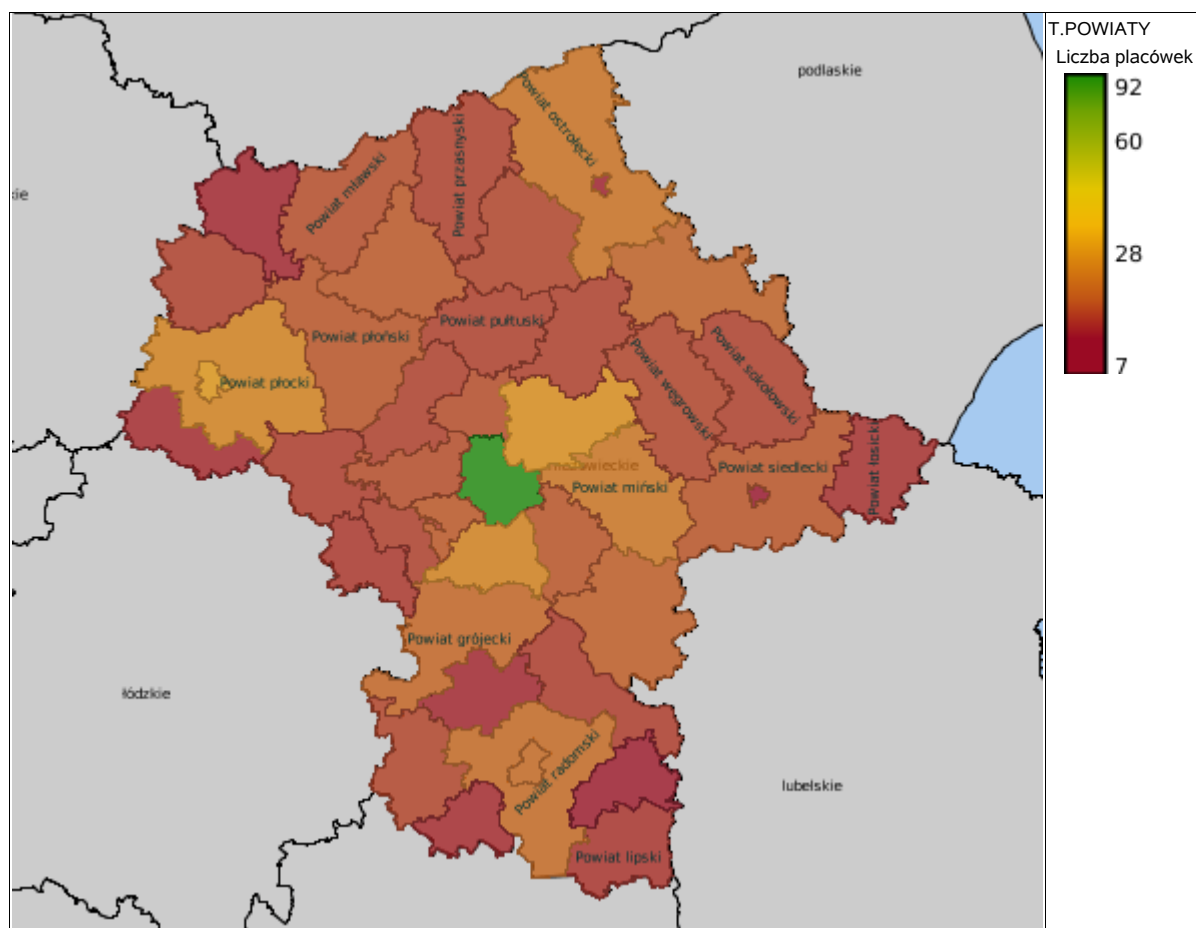 T.POWIATY
Liczba placówek
92
60
28
7
podlaskie
Powiat ostrołęcki
Powiat przasnyski
Powiat mławski
kie
Powiat pułtuski
Powiat płoński
Powiat węgrowski
Powiat sokołowski
Powiat płocki
Powiat siedlecki
Powiat łosicki
Powiat miński
Powiat grójecki
łódzkie
Powiat radomski
lubelskie
Powiat lipski